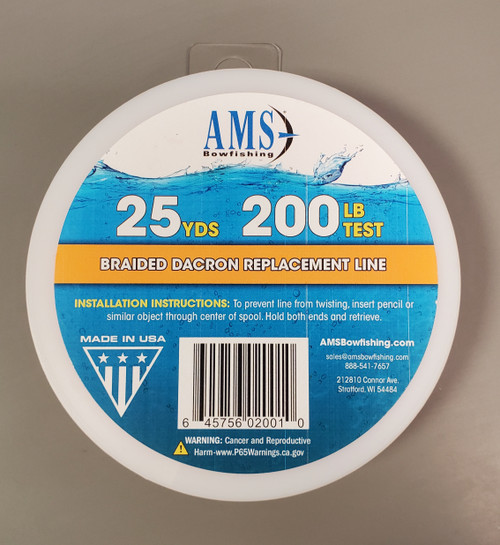 AMS
Bowfishing
25 YDS 200 LB TEST
BRAIDED DACRON REPLACEMENT LINE
INSTALLATION INSTRUCTIONS: To prevent line from twisting, insert pencil or
similar object through center of spool. Hold both ends and retrieve.
MADE IN USA
AMSBowfishing.com
sales@amsbowfishing.com
888-541-7657
212810 Connor Ave.
Stratford, WI 54484
6 45756 02001 0
WARNING: Cancer and Reproductive
Harm-www.P65Warnings.ca.gov